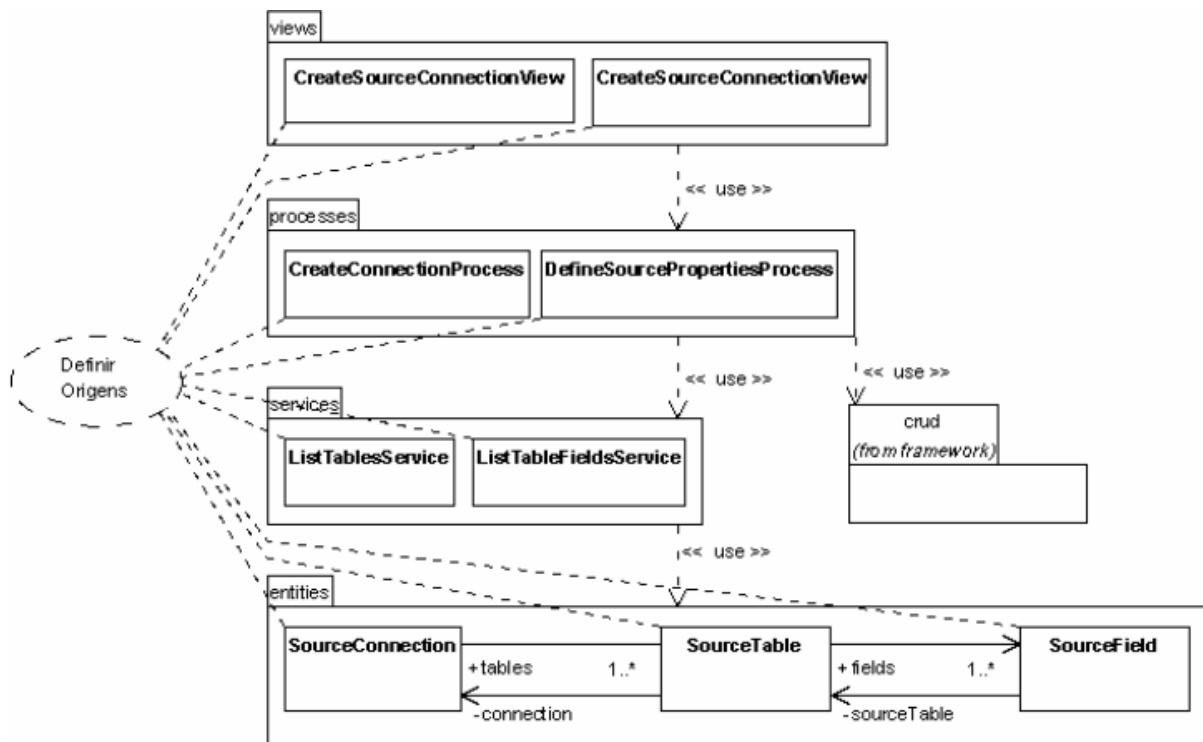 views
CreateSourceConnectionView CreateSourceConnectionView
<< use >>
processes
CreateConnectionProcess DefineSourcePropertiesProcess
Definir
Origens
<< use >>
<< use >>
services
ListTablesService ListTableFieldsService
crud
(from framework)
<< use >>
entities
SourceConnection SourceTable SourceField
+tables 1..* +fields 1..*
-connection -sourceTable